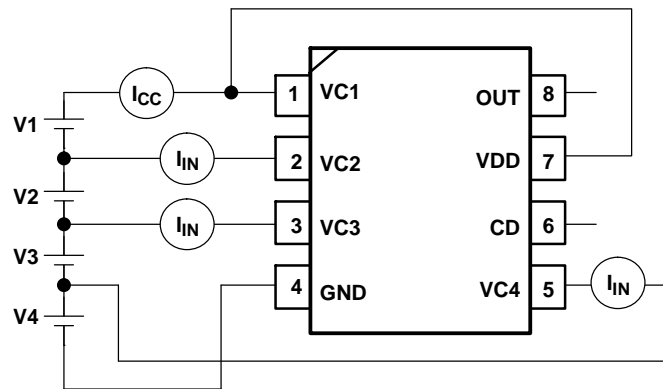 ICC
1 VC1 OUT 8
V1
IIN 2 VC2 VDD 7
V2
IIN 3 VC3 CD 6
V3
4 GND VC4 5 IIN
V4